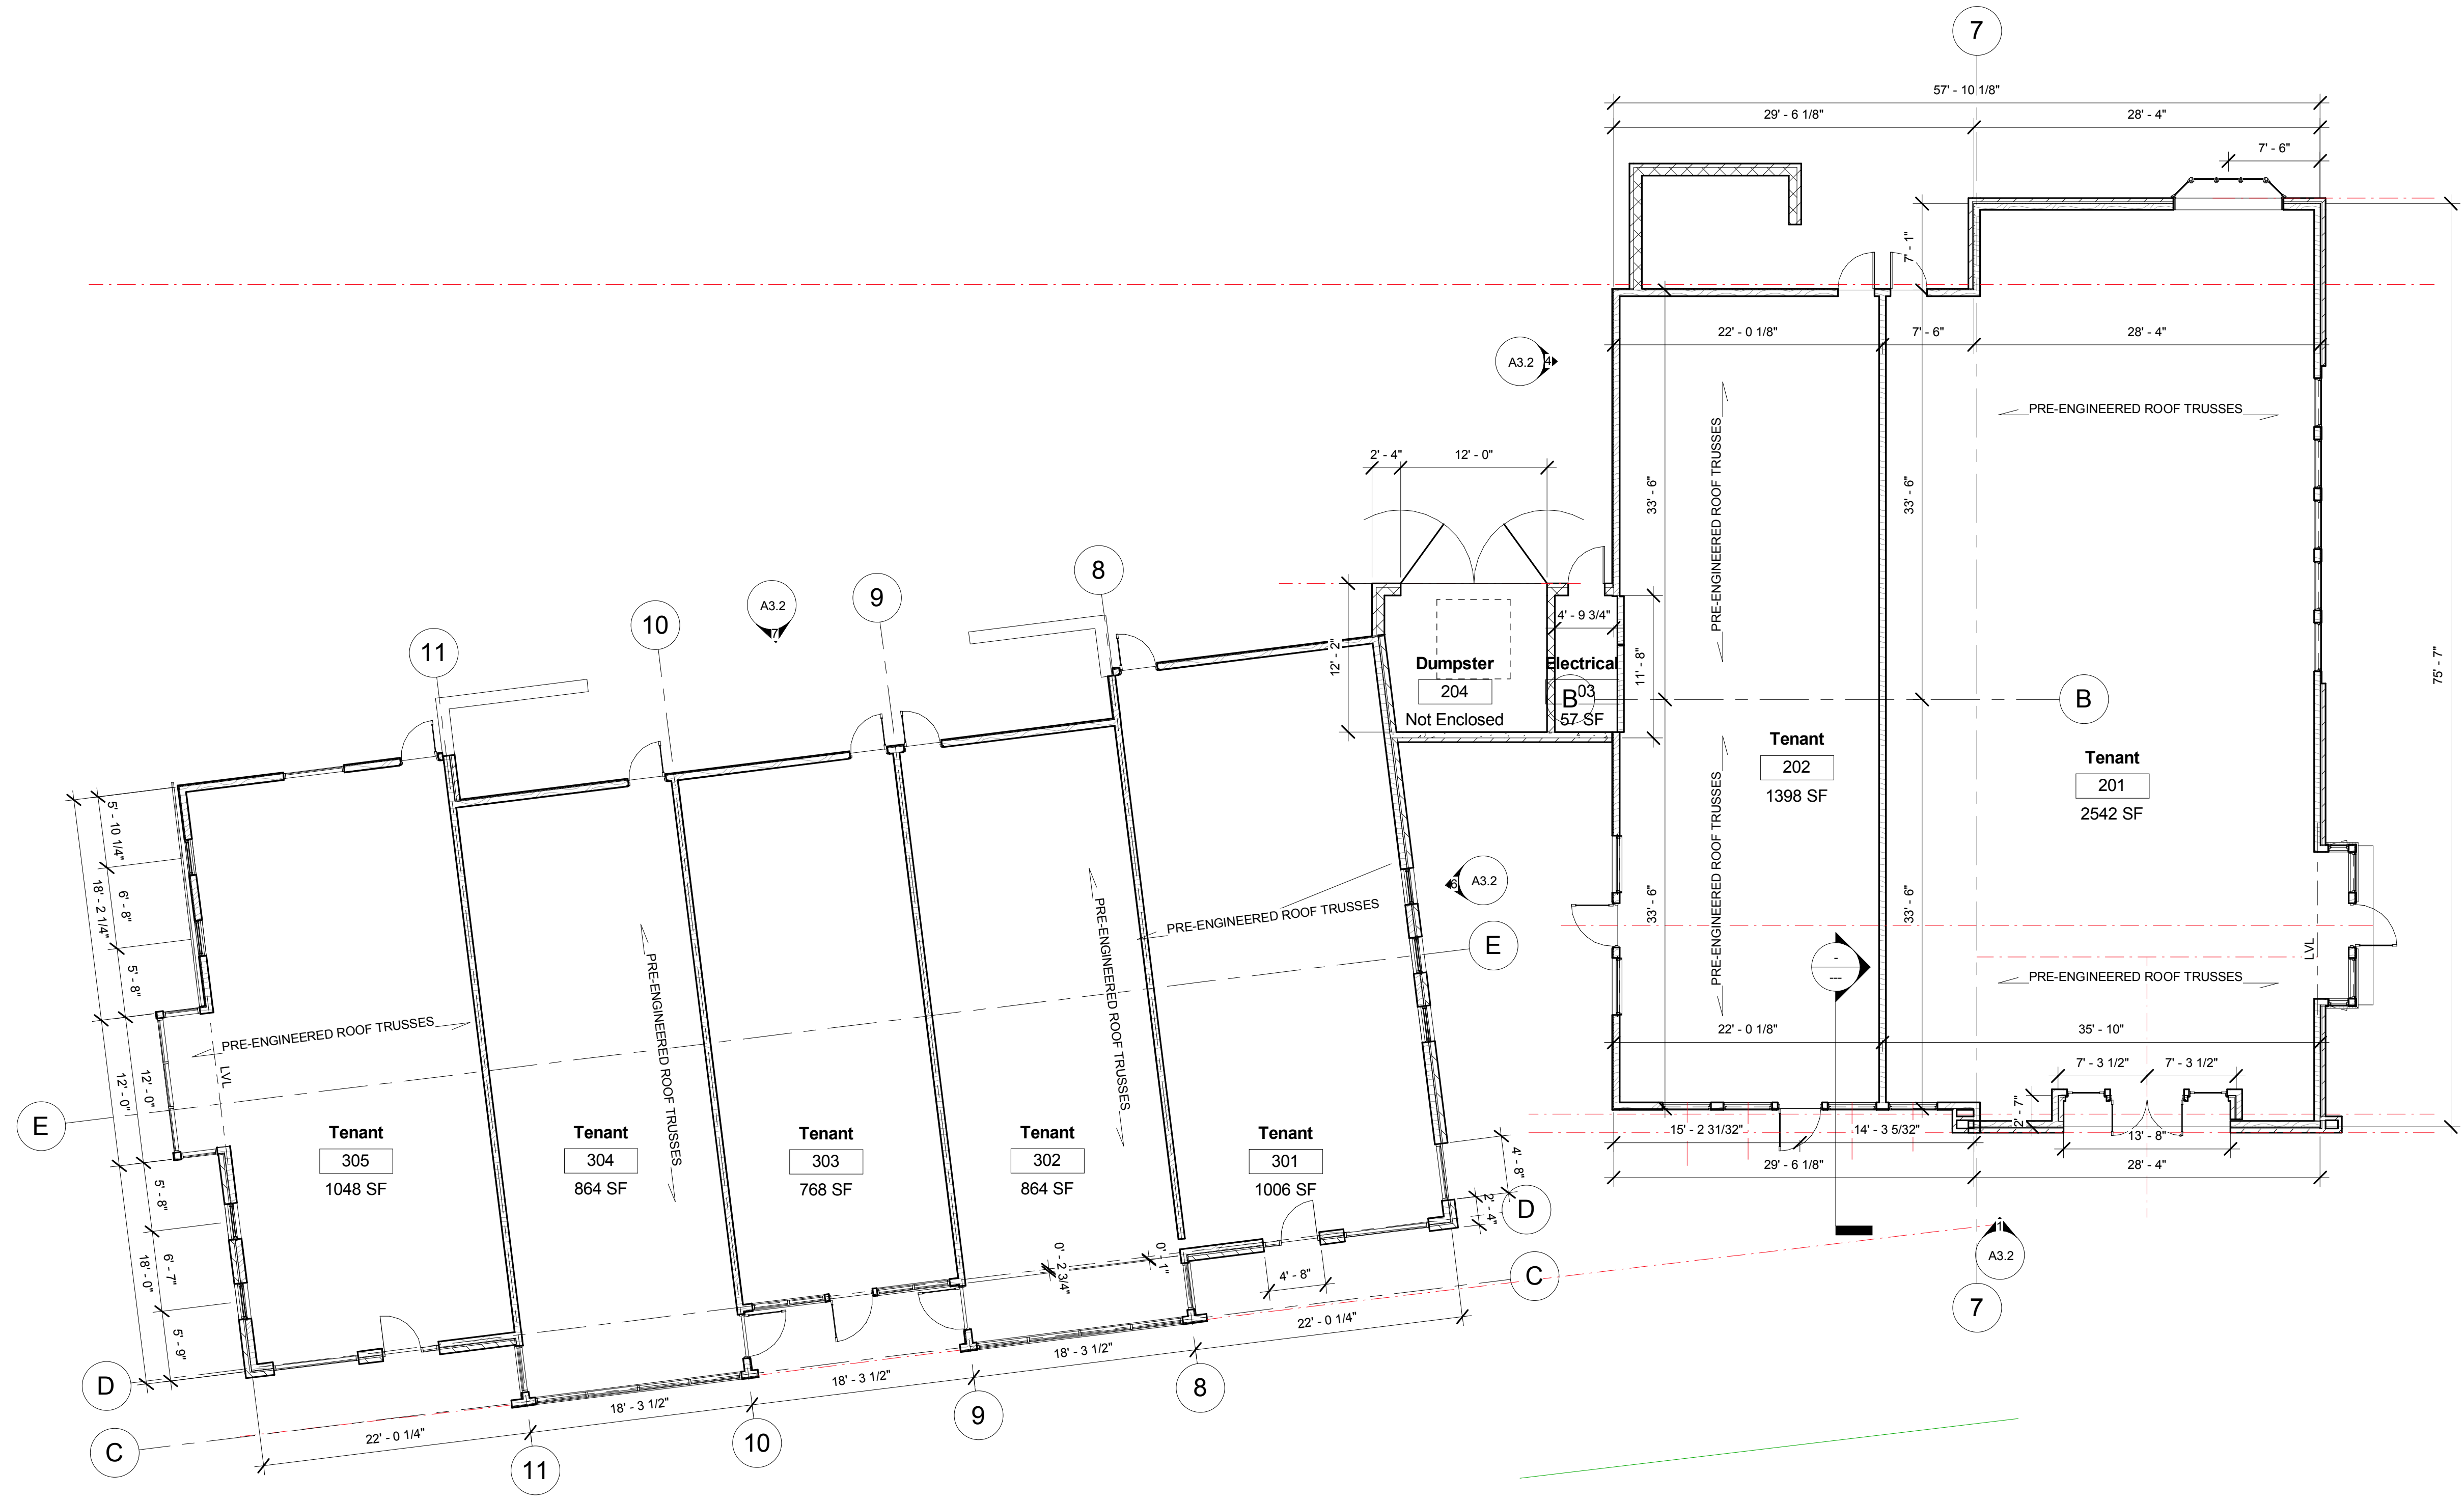 7
57' - 10 1/8"
29' - 6 1/8"
28' - 4"
7' - 6"
7' - 1"
22' - 0 1/8"
7' - 6"
28' - 4"
A3.2
4
PRE-ENGINEERED ROOF TRUSSES
PRE-ENGINEERED ROOF TRUSSES
33' - 6"
33' - 6"
2' - 4"
12' - 0"
4' - 9 3/4"
12' - 2"
11' - 8"
75' - 7"
Dumpster
204
Not Enclosed
Electrical
03
57 SF
B
B
Tenant
202
1398 SF
Tenant
201
2542 SF
PRE-ENGINEERED ROOF TRUSSES
33' - 6"
33' - 6"
-
---
LVL
PRE-ENGINEERED ROOF TRUSSES
22' - 0 1/8"
35' - 10"
7' - 3 1/2"
7' - 3 1/2"
2' - 7"
15' - 2 31/32"
14' - 3 5/32"
13' - 8"
29' - 6 1/8"
28' - 4"
1
A3.2
7
8
9
10
11
A3.2
7
5' - 10 1/4"
18' - 2 1/4"
6' - 8"
5' - 8"
12' - 0"
12' - 0"
LVL
PRE-ENGINEERED ROOF TRUSSES
PRE-ENGINEERED ROOF TRUSSES
PRE-ENGINEERED ROOF TRUSSES
PRE-ENGINEERED ROOF TRUSSES
6
A3.2
E
E
Tenant
305
1048 SF
Tenant
304
864 SF
Tenant
303
768 SF
Tenant
302
864 SF
Tenant
301
1006 SF
4' - 8"
2' - 4"
D
5' - 8"
18' - 0"
6' - 7"
5' - 9"
0' - 2 3/4"
0' - 1"
4' - 8"
C
22' - 0 1/4"
18' - 3 1/2"
18' - 3 1/2"
18' - 3 1/2"
22' - 0 1/4"
D
C
8
9
10
11